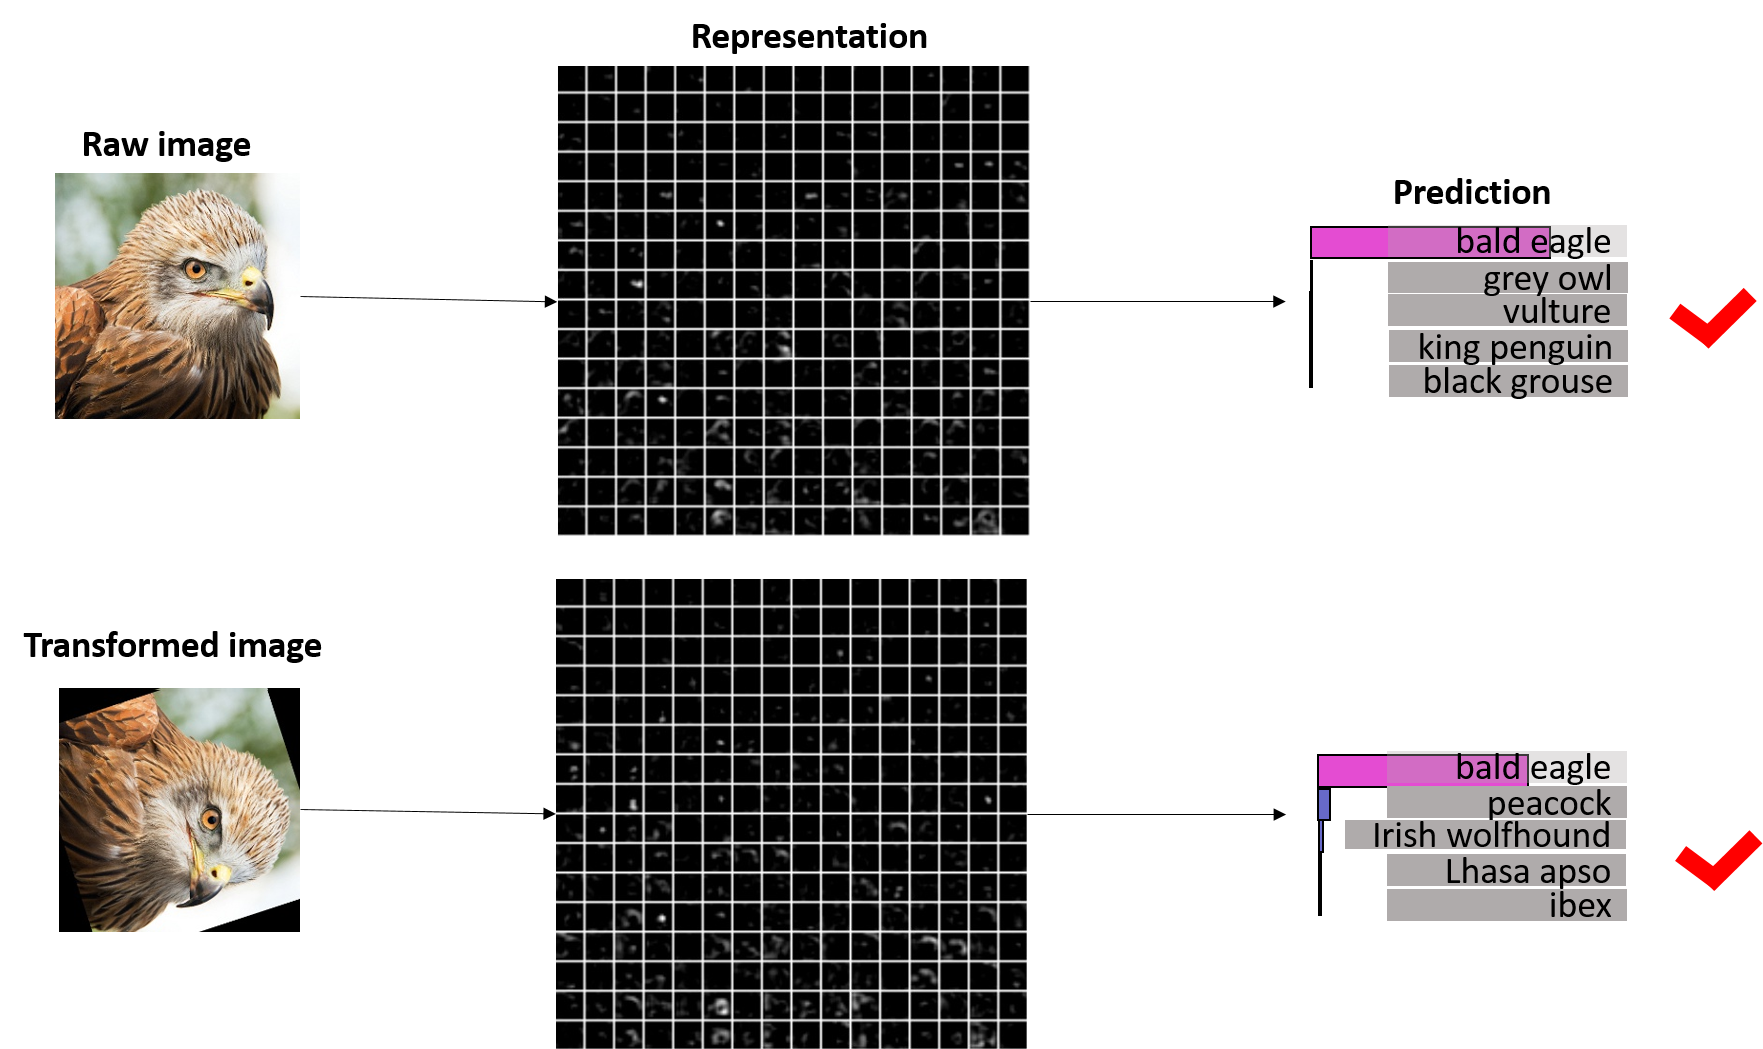 Representation
Raw image
Prediction
bald eagle
grey owl
vulture
king penguin
black grouse
Transformed image
bald eagle
peacock
Irish wolfhound
Lhasa apso
ibex